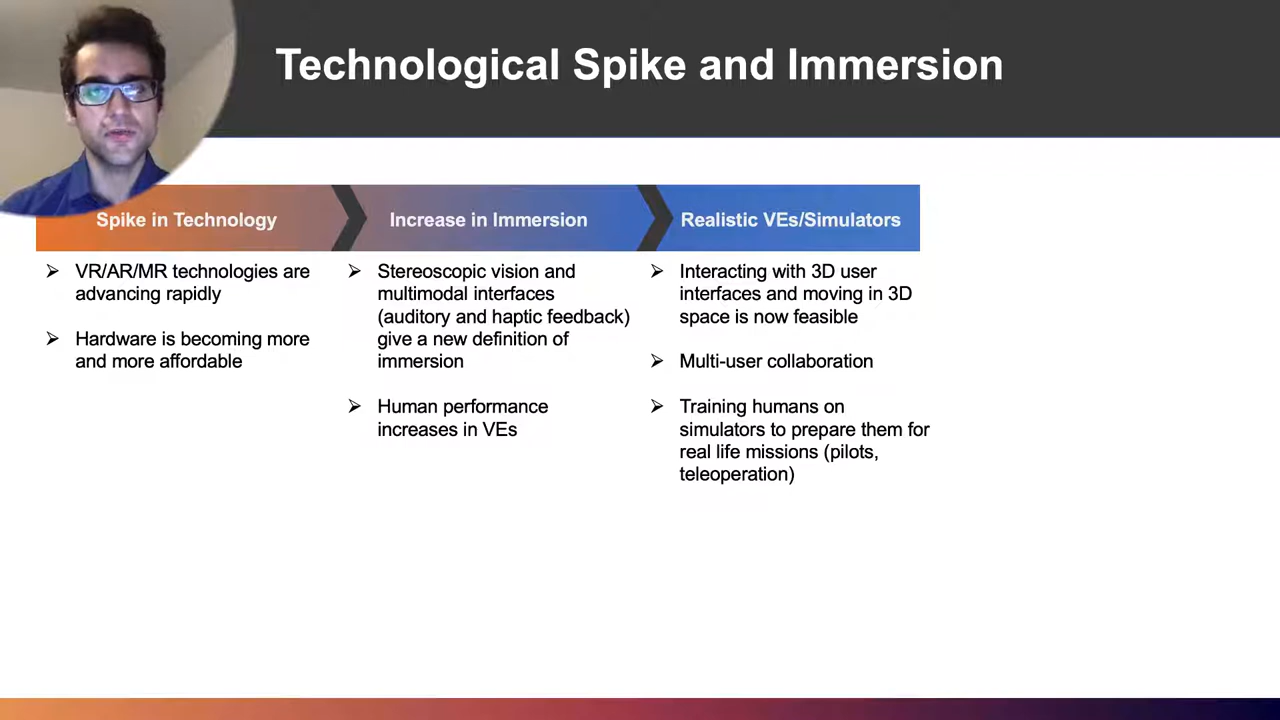 Technological Spike and Immersion
Spike in Technology
VR/AR/MR technologies are
advancing rapidly
Hardware is becoming more
and more affordable
Increase in Immersion
Stereoscopic vision and
multimodal interfaces
(auditory and haptic feedback)
give a new definition of
immersion
Human performance
increases in VEs
Realistic VEs/Simulators
Interacting with 3D user
interfaces and moving in 3D
space is now feasible
Multi-user collaboration
Training humans on
simulators to prepare them for
real life missions (pilots,
teleoperation)